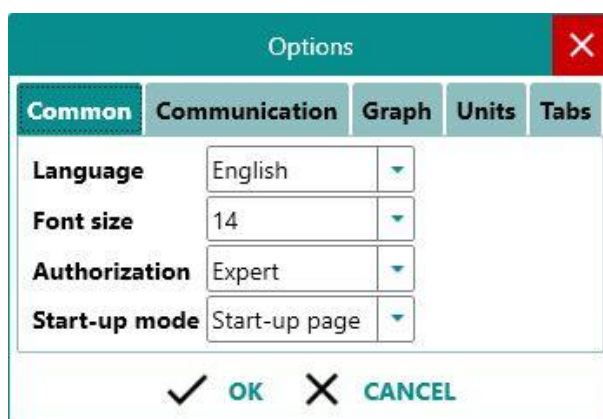 Options
Common Communication Graph Units Tabs
Language English
Font size 14
Authorization Expert
Start-up mode Start-up page
OK CANCEL